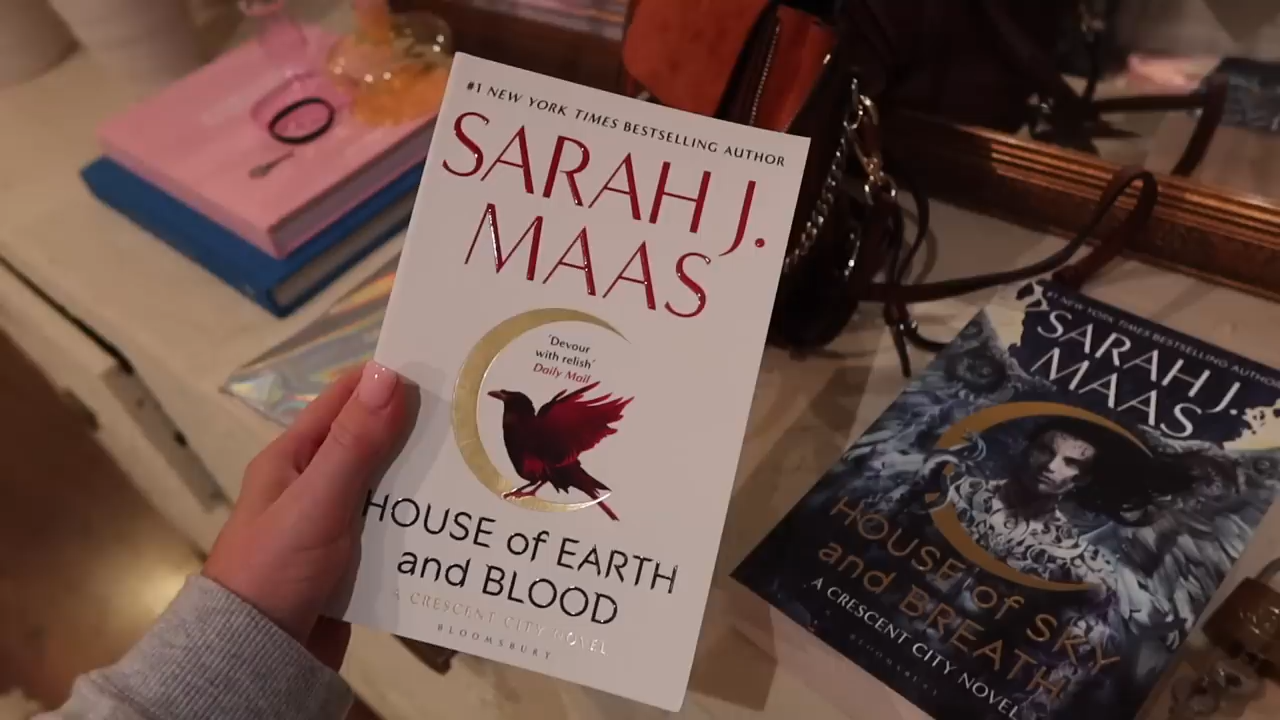 #1 NEW YORK TIMES BESTSELLING AUTHOR
SARAH J.
MAAS
'Devour
with relish'
Daily Mail
HOUSE of EARTH
and BLOOD
A CRESCENT CITY NOVEL
BLOOMSBURY
#1 NEW YORK TIMES BESTSELLING AUTHOR
SARAH J.
MAAS
HOUSE of SKY
and BREATH
A CRESCENT CITY NOVEL
BLOOMSBURY